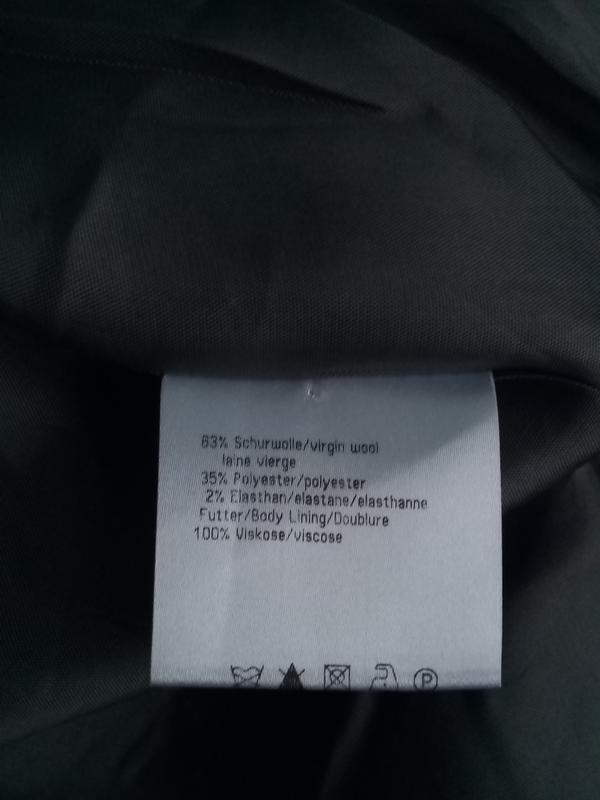 63% Schurwolle/virgin wool
laine vierge
35% Polyester/polyester
2% Elasthan/elastane/elasthanne
Futter/Body Lining/Doublure
100% Viskose/viscose
P